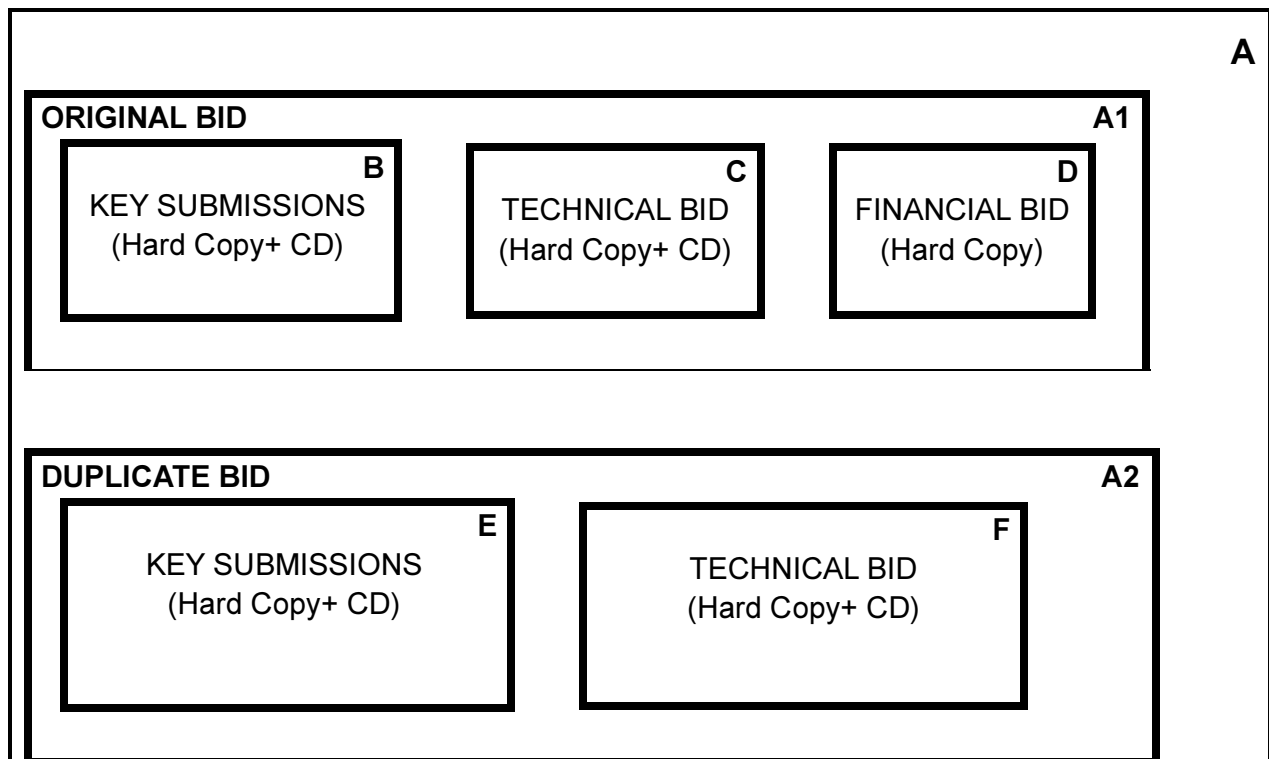 A
ORIGINAL BID A1
B
KEY SUBMISSIONS
(Hard Copy+ CD)
C
TECHNICAL BID
(Hard Copy+ CD)
D
FINANCIAL BID
(Hard Copy)
DUPLICATE BID A2
E
KEY SUBMISSIONS
(Hard Copy+ CD)
F
TECHNICAL BID
(Hard Copy+ CD)